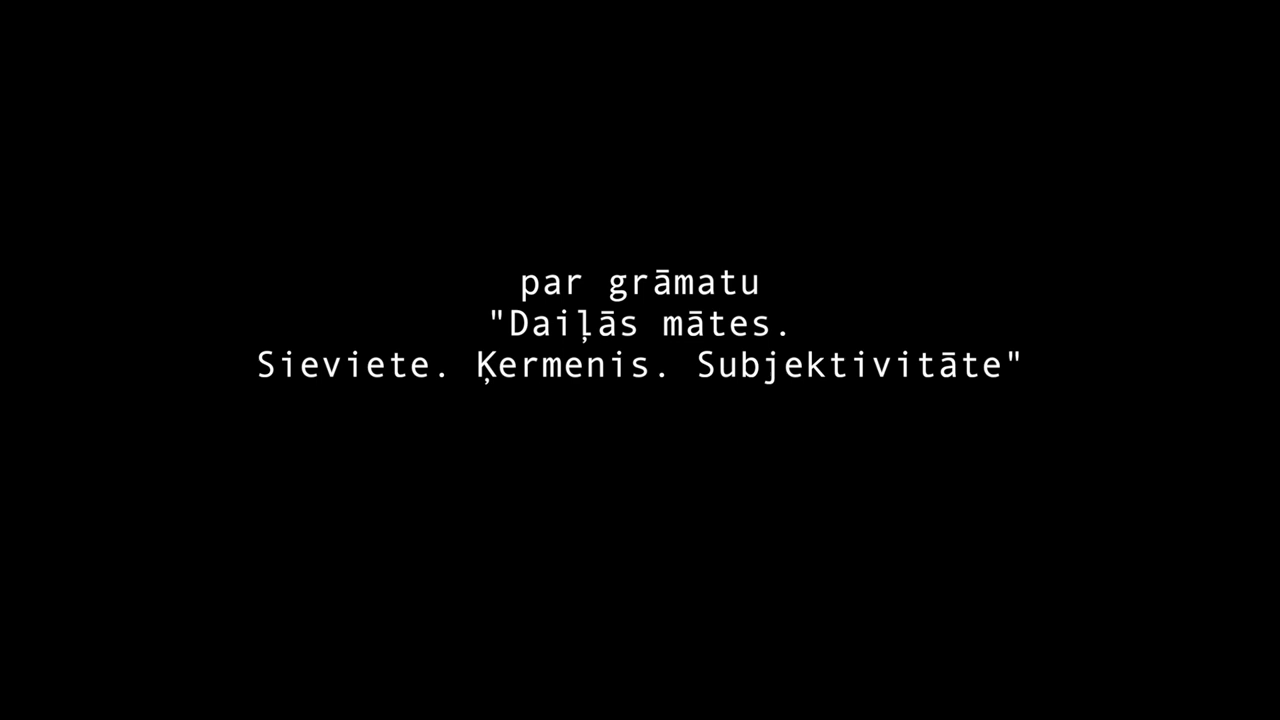 par grāmatu
"Daiļās mātes.
Sieviete. Ķermenis. Subjektivitāte"